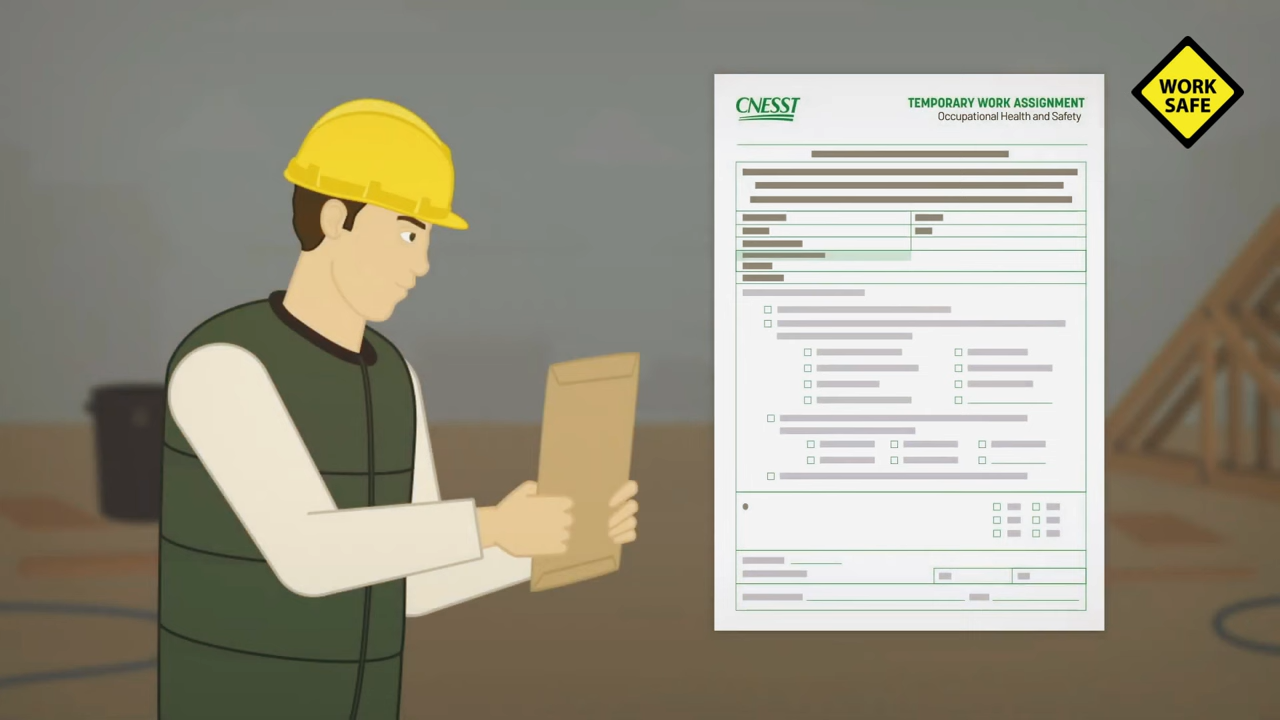 CNESST
TEMPORARY WORK ASSIGNMENT
Occupational Health and Safety
WORK
SAFE